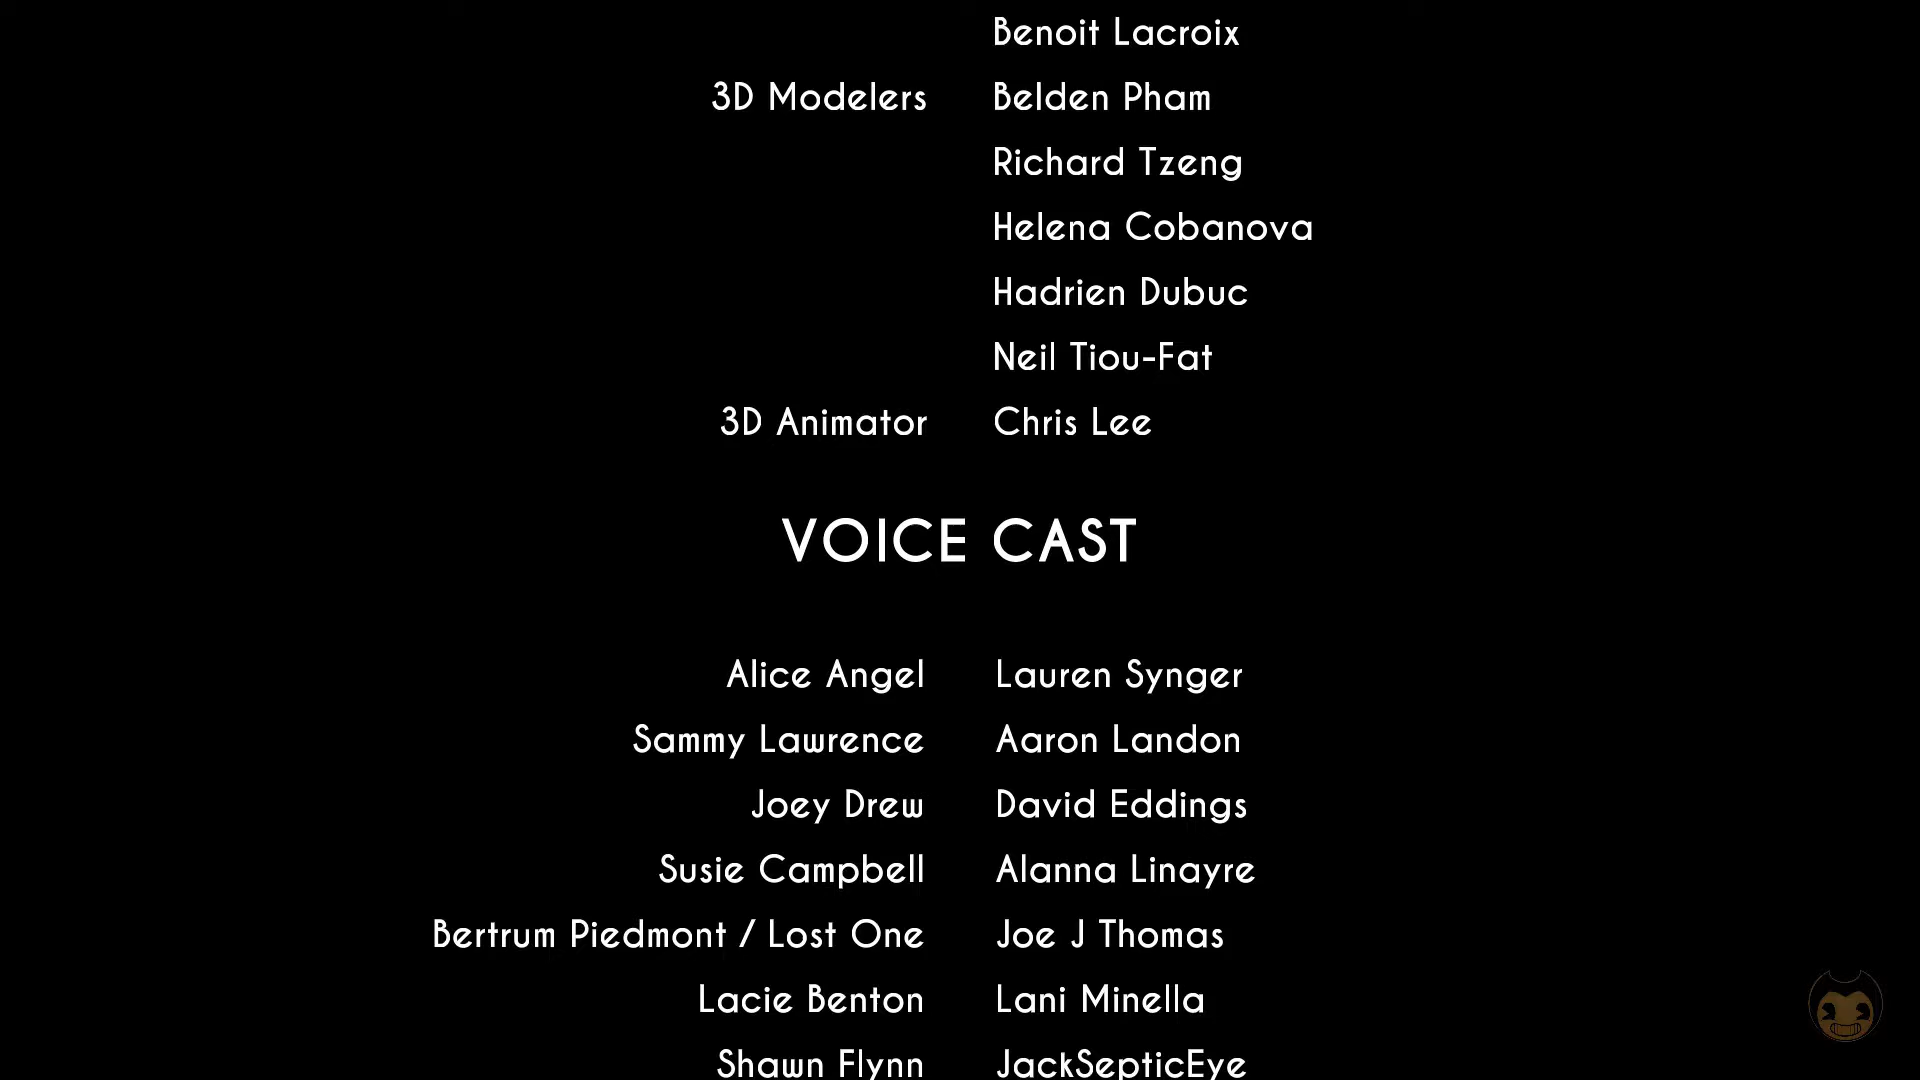 Benoit Lacroix
3D Modelers Belden Pham
Richard Tzeng
Helena Cobanova
Hadrien Dubuc
Neil Tiou-Fat
3D Animator Chris Lee
VOICE CAST
Alice Angel Lauren Synger
Sammy Lawrence Aaron Landon
Joey Drew David Eddings
Susie Campbell Alanna Linayre
Bertrum Piedmont / Lost One Joe J Thomas
Lacie Benton Lani Minella
Shawn Flynn JackSepticEye